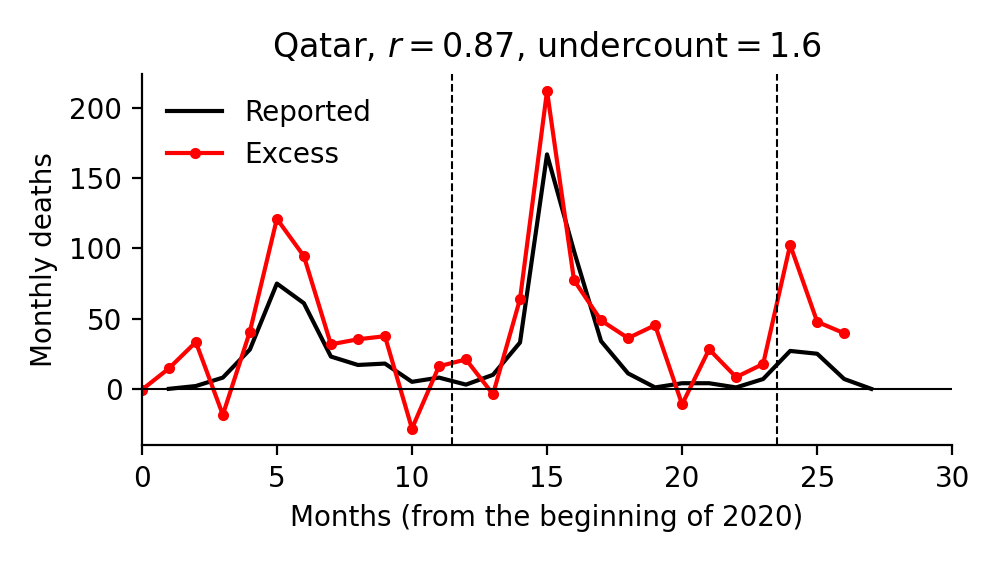 Qatar, r = 0.87, undercount = 1.6
Reported
Excess
Monthly deaths
200
150
100
50
0
0 5 10 15 20 25 30
Months (from the beginning of 2020)